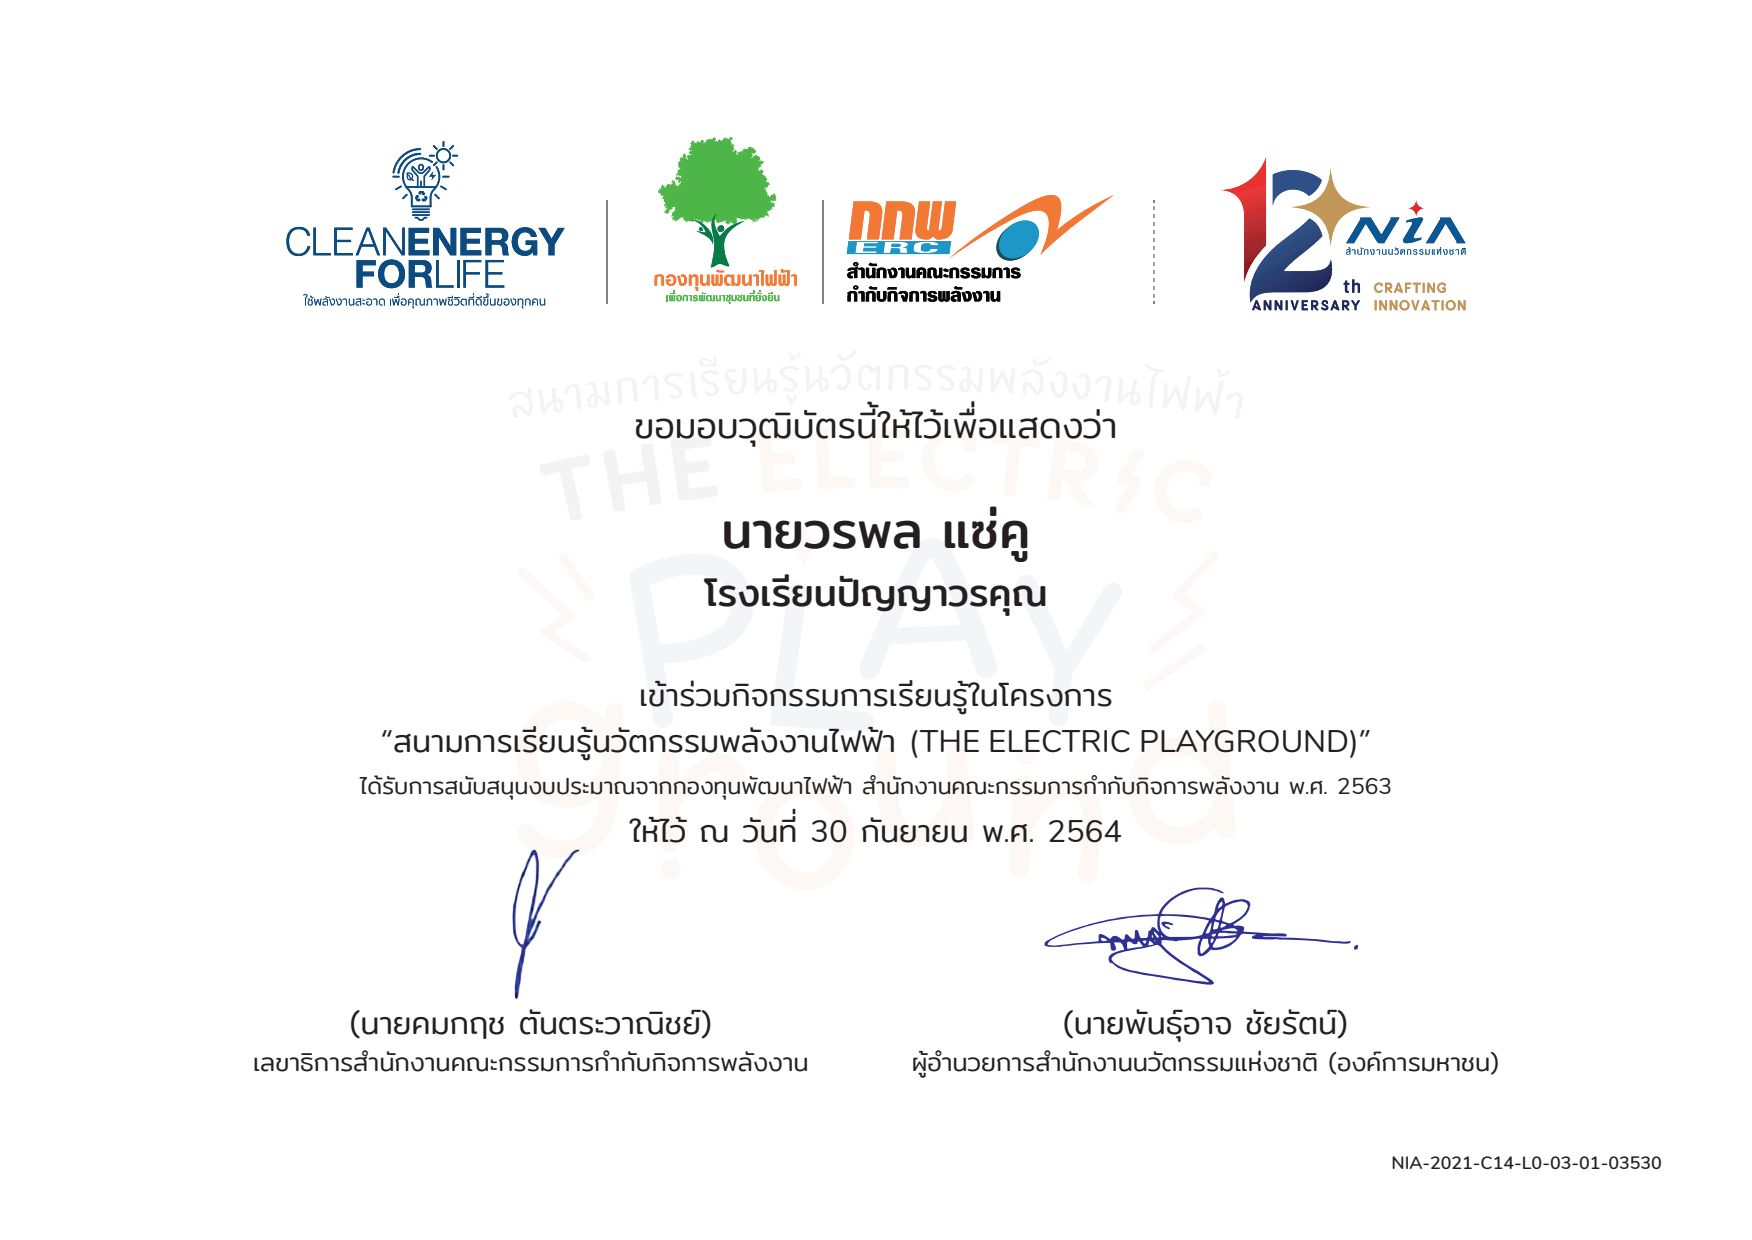 CLEANENERGY
FORLIFE
ใช้พลังงานสะอาด เพื่อคุณภาพชีวิตที่ดีขึ้นของทุกคน
กองทุนพัฒนาไฟฟ้า
เพื่อการพัฒนาชุมชนที่ยั่งยืน
กกพ
ERC
สำนักงานคณะกรรมการ
กำกับกิจการพลังงาน
12 NIA
สำนักงานนวัตกรรมแห่งชาติ
th
ANNIVERSARY
CRAFTING
INNOVATION
สนามการเรียนรู้นวัตกรรมพลังงานไฟฟ้า
ขอมอบวุฒิบัตรนี้ให้ไว้เพื่อแสดงว่า
THE ELECTRIC
นายวรพล แซ่คู
PLAY
โรงเรียนปัญญาวรคุณ
เข้าร่วมกิจกรรมการเรียนรู้ในโครงการ
“สนามการเรียนรู้นวัตกรรมพลังงานไฟฟ้า (THE ELECTRIC PLAYGROUND)”
ground
ได้รับการสนับสนุนงบประมาณจากกองทุนพัฒนาไฟฟ้า สำนักงานคณะกรรมการกำกับกิจการพลังงาน พ.ศ. 2563
ให้ไว้ ณ วันที่ 30 กันยายน พ.ศ. 2564
(นายคมกฤช ตันตระวาณิชย์)
เลขาธิการสำนักงานคณะกรรมการกำกับกิจการพลังงาน
(นายพันธุ์อาจ ชัยรัตน์)
ผู้อำนวยการสำนักงานนวัตกรรมแห่งชาติ (องค์การมหาชน)
NIA-2021-C14-L0-03-01-03530